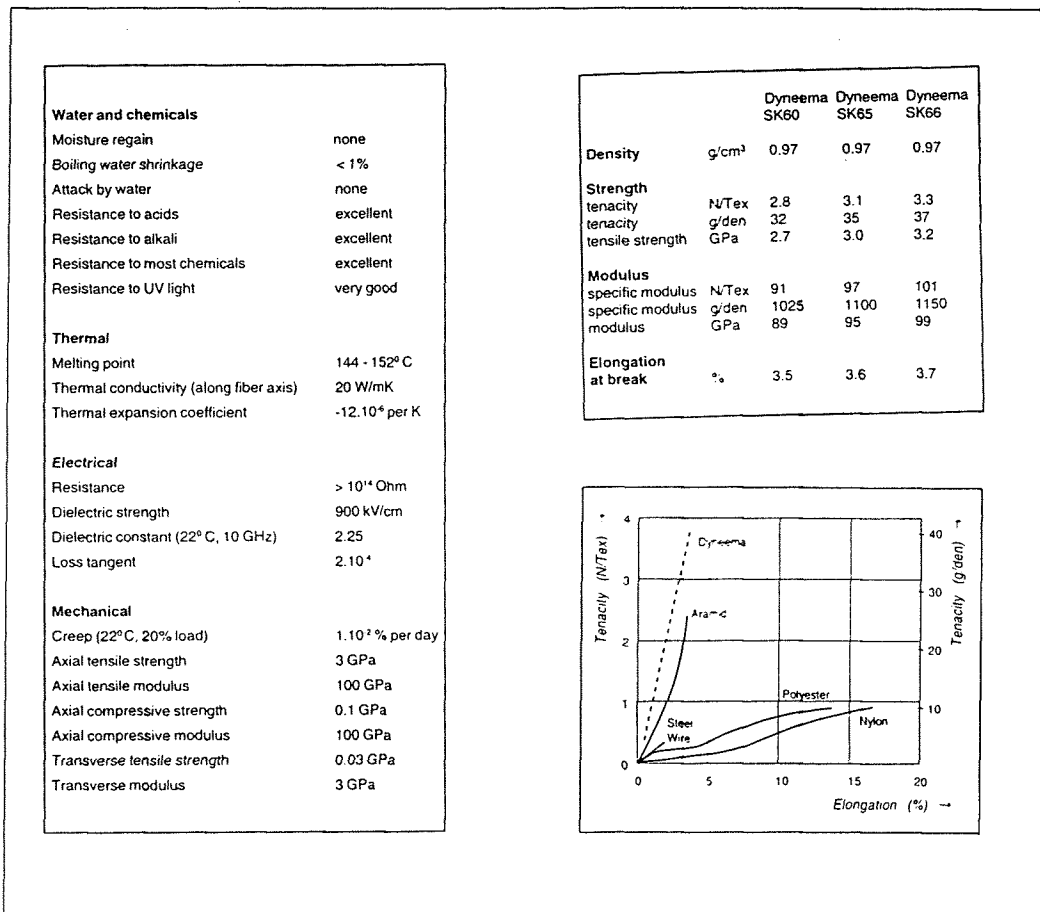 Water and chemicals
Moisture regain none
Boiling water shrinkage < 1%
Attack by water none
Resistance to acids excellent
Resistance to alkali excellent
Resistance to most chemicals excellent
Resistance to UV light very good
Thermal
Melting point 144 - 152° C
Thermal conductivity (along fiber axis) 20 W/mK
Thermal expansion coefficient -12.10⁻⁶ per K
Electrical
Resistance > 10¹⁴ Ohm
Dielectric strength 900 kV/cm
Dielectric constant (22° C, 10 GHz) 2.25
Loss tangent 2.10⁴
Mechanical
Creep (22° C, 20% load) 1.10² % per day
Axial tensile strength 3 GPa
Axial tensile modulus 100 GPa
Axial compressive strength 0.1 GPa
Axial compressive modulus 100 GPa
Transverse tensile strength 0.03 GPa
Transverse modulus 3 GPa
Dyneema Dyneema Dyneema
SK60 SK65 SK66
Density g/cm³ 0.97 0.97 0.97
Strength
tenacity N/Tex 2.8 3.1 3.3
tenacity g/den 32 35 37
tensile strength GPa 2.7 3.0 3.2
Modulus
specific modulus N/Tex 91 97 101
specific modulus g/den 1025 1100 1150
modulus GPa 89 95 99
Elongation
at break % 3.5 3.6 3.7
Tenacity (N/Tex) →
4
3
2
1
0
Dyneema
Aramid
Steel
Wire
Polyester
Nylon
40
30
20
10
Tenacity (g/den) →
0 5 10 15 20
Elongation (%) →